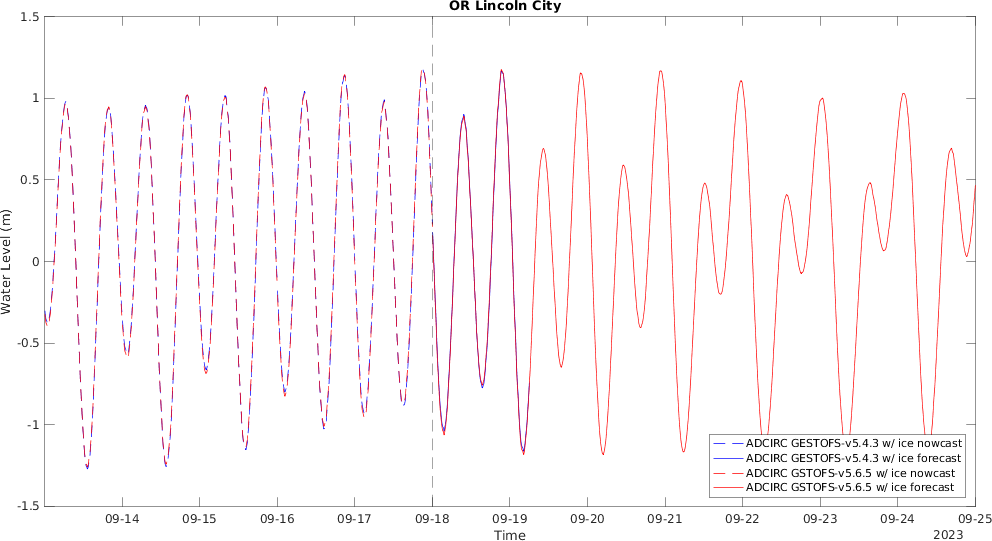 OR Lincoln City
1.5
1
0.5
0
-0.5
-1
-1.5
Water Level (m)
ADCIRC GESTOFS-v5.4.3 w/ ice nowcast
ADCIRC GESTOFS-v5.4.3 w/ ice forecast
ADCIRC GSTOFS-v5.6.5 w/ ice nowcast
ADCIRC GSTOFS-v5.6.5 w/ ice forecast
09-14 09-15 09-16 09-17 09-18 09-19 09-20 09-21 09-22 09-23 09-24 09-25
Time
2023